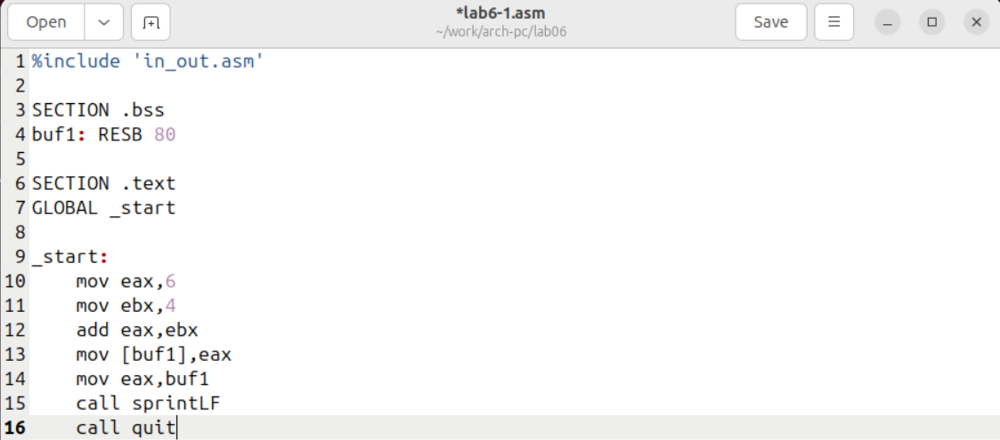 Open
*lab6-1.asm
~/work/arch-pc/lab06
Save
1 %include 'in_out.asm'
2
3 SECTION .bss
4 buf1: RESB 80
5
6 SECTION .text
7 GLOBAL _start
8
9 _start:
10     mov eax,6
11     mov ebx,4
12     add eax,ebx
13     mov [buf1],eax
14     mov eax,buf1
15     call sprintLF
16     call quit